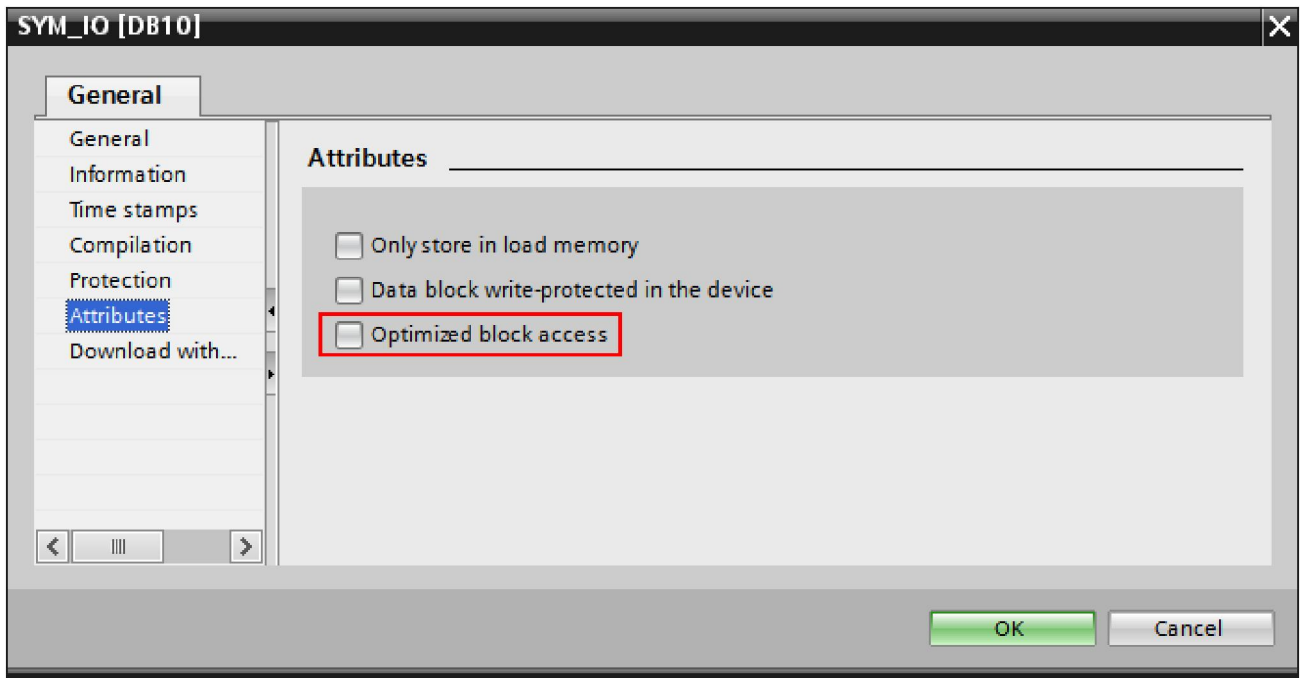 SYM_IO [DB10]
General
General
Information
Time stamps
Compilation
Protection
Attributes
Download with...
Attributes
Only store in load memory
Data block write-protected in the device
Optimized block access
OK
Cancel